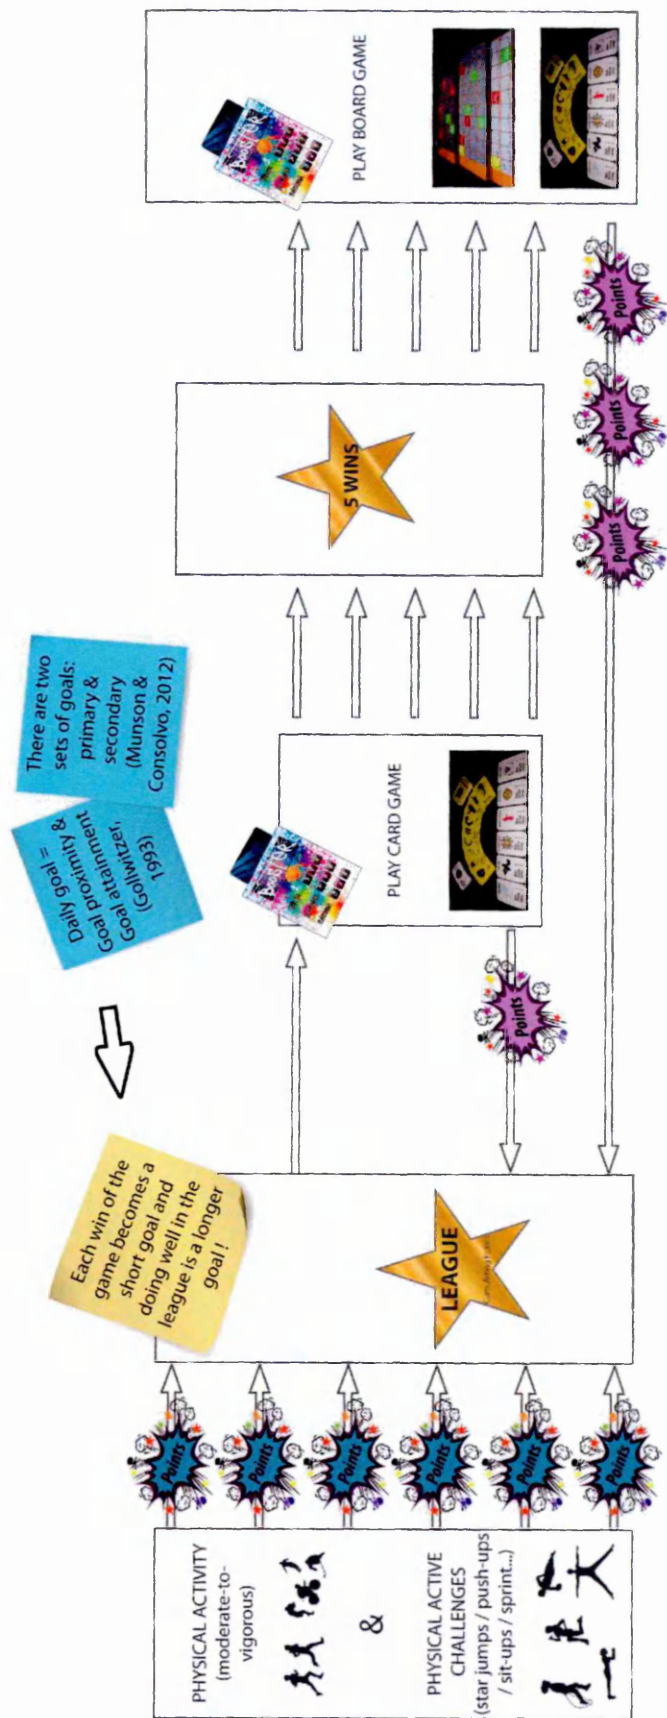 PHYSICAL ACTIVITY
(moderate-to-
vigorous)
&
PHYSICAL ACTIVE
CHALLENGES
(star jumps / push-ups
/ sit-ups / sprint...)
Points
Points
Points
Points
Points
Points
Each win of the
game becomes a
short goal and
doing well in the
league is a longer
goal !
LEAGUE
Daily goal =
Goal proximity &
Goal attainment
(Gollwitzer,
1993)
There are two
sets of goals:
primary &
secondary
(Munson &
Consolvo, 2012)
Points
PLAY CARD GAME
5 WINS
Points
Points
Points
PLAY BOARD GAME